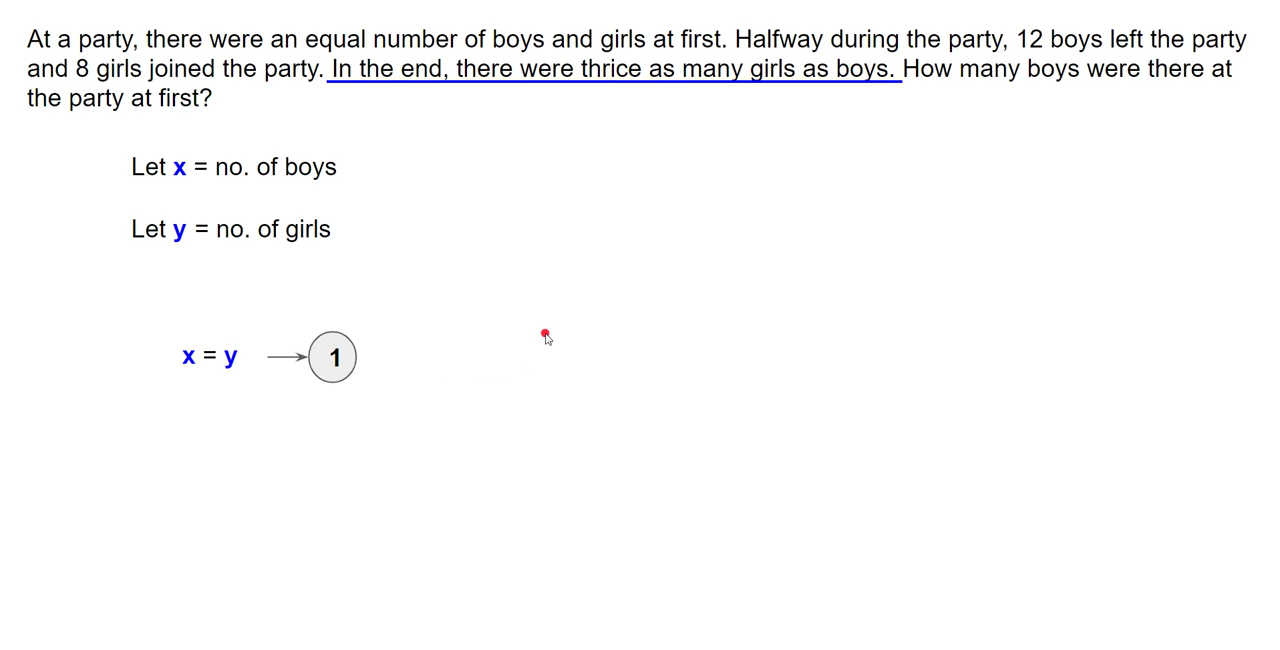 At a party, there were an equal number of boys and girls at first. Halfway during the party, 12 boys left the party
and 8 girls joined the party. In the end, there were thrice as many girls as boys. How many boys were there at
the party at first?
Let x = no. of boys
Let y = no. of girls
x = y 1